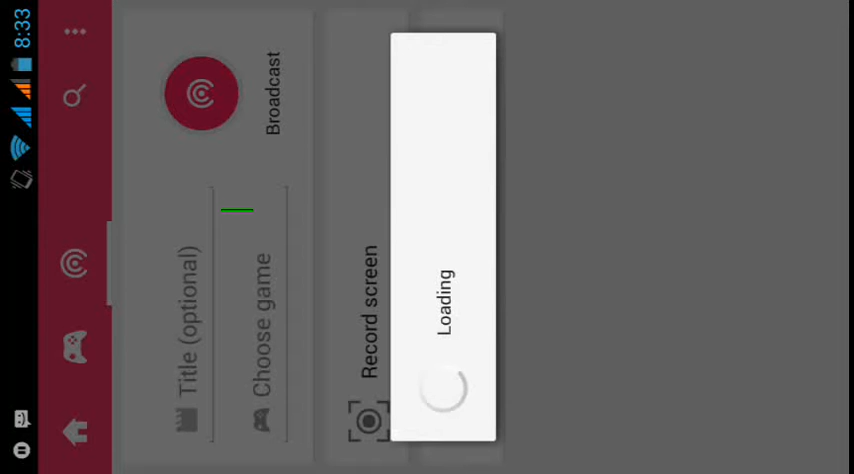 8:33
Title (optional)
Broadcast
Choose game
Record screen
Loading